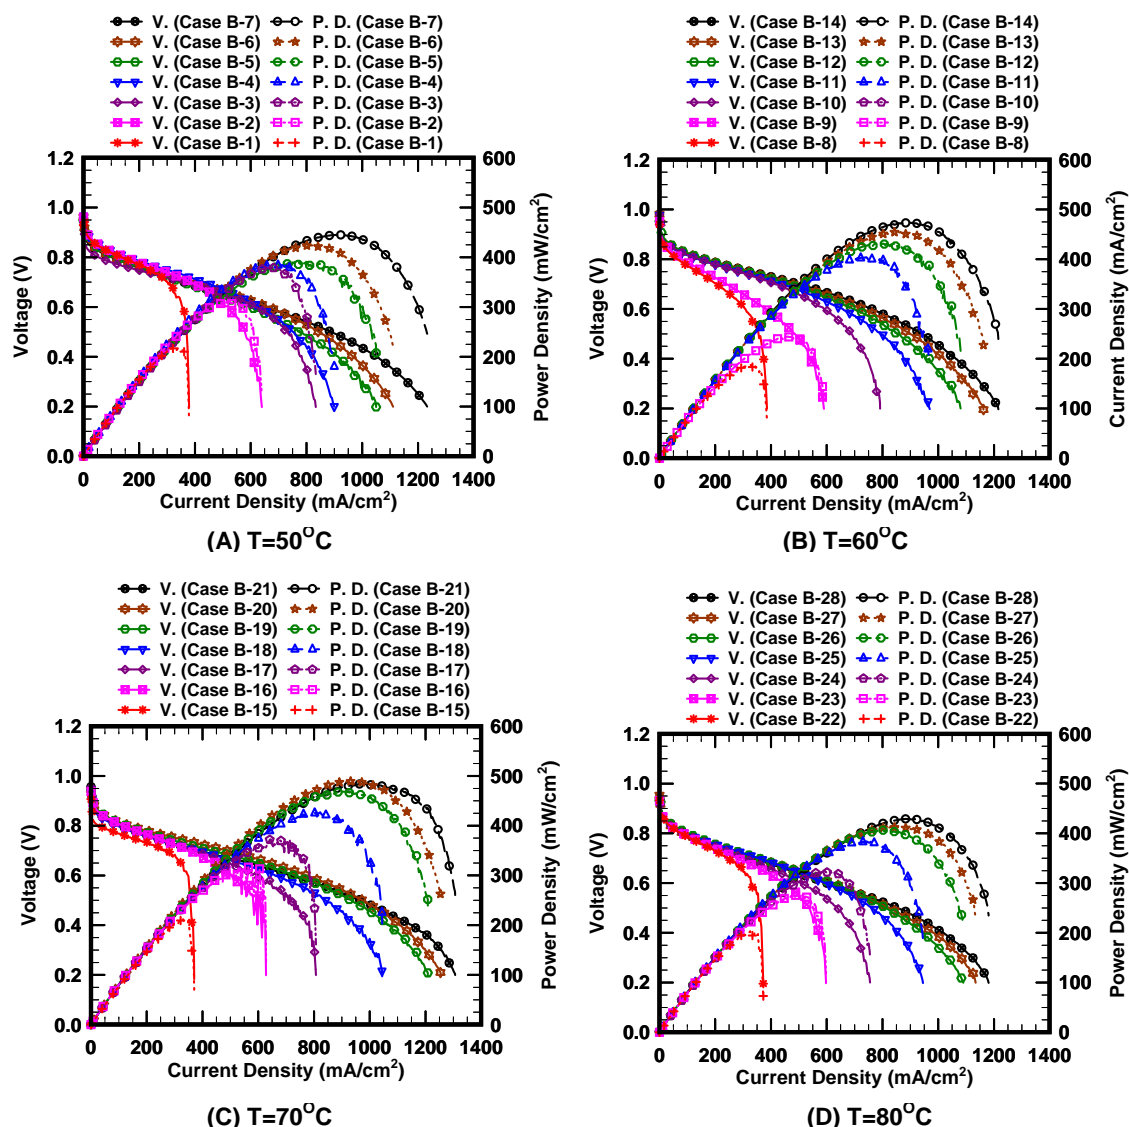 V. (Case B-7) P. D. (Case B-7)
V. (Case B-6) P. D. (Case B-6)
V. (Case B-5) P. D. (Case B-5)
V. (Case B-4) P. D. (Case B-4)
V. (Case B-3) P. D. (Case B-3)
V. (Case B-2) P. D. (Case B-2)
V. (Case B-1) P. D. (Case B-1)
1.2 600
1.0 500
0.8 400
0.6 300
0.4 200
0.2 100
0.0 0
Voltage (V)
Power Density (mW/cm²)
0 200 400 600 800 1000 1200 1400
Current Density (mA/cm²)
(A) T=50°C
V. (Case B-14) P. D. (Case B-14)
V. (Case B-13) P. D. (Case B-13)
V. (Case B-12) P. D. (Case B-12)
V. (Case B-11) P. D. (Case B-11)
V. (Case B-10) P. D. (Case B-10)
V. (Case B-9) P. D. (Case B-9)
V. (Case B-8) P. D. (Case B-8)
1.2 600
1.0 500
0.8 400
0.6 300
0.4 200
0.2 100
0.0 0
Voltage (V)
Current Density (mW/cm²)
0 200 400 600 800 1000 1200 1400
Current Density (mA/cm²)
(B) T=60°C
V. (Case B-21) P. D. (Case B-21)
V. (Case B-20) P. D. (Case B-20)
V. (Case B-19) P. D. (Case B-19)
V. (Case B-18) P. D. (Case B-18)
V. (Case B-17) P. D. (Case B-17)
V. (Case B-16) P. D. (Case B-16)
V. (Case B-15) P. D. (Case B-15)
1.2 600
1.0 500
0.8 400
0.6 300
0.4 200
0.2 100
0.0 0
Voltage (V)
Power Density (mW/cm²)
0 200 400 600 800 1000 1200 1400
Current Density (mA/cm²)
(C) T=70°C
V. (Case B-28) P. D. (Case B-28)
V. (Case B-27) P. D. (Case B-27)
V. (Case B-26) P. D. (Case B-26)
V. (Case B-25) P. D. (Case B-25)
V. (Case B-24) P. D. (Case B-24)
V. (Case B-23) P. D. (Case B-23)
V. (Case B-22) P. D. (Case B-22)
1.2 600
1.0 500
0.8 400
0.6 300
0.4 200
0.2 100
0.0 0
Voltage (V)
Power Density (mW/cm²)
0 200 400 600 800 1000 1200 1400
Current Density (mA/cm²)
(D) T=80°C